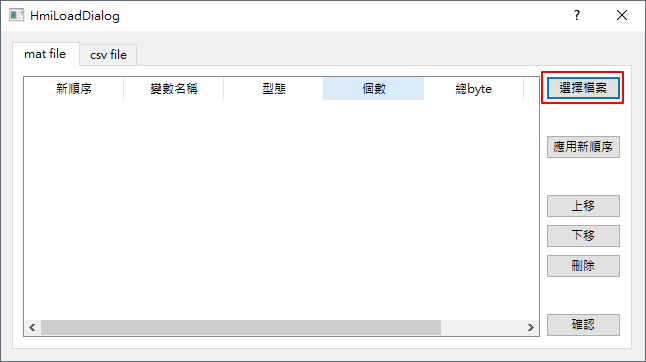 HmiLoadDialog
mat file
csv file
新順序 變數名稱 型態 個數 總byte
選擇檔案
應用新順序
上移
下移
刪除
確認